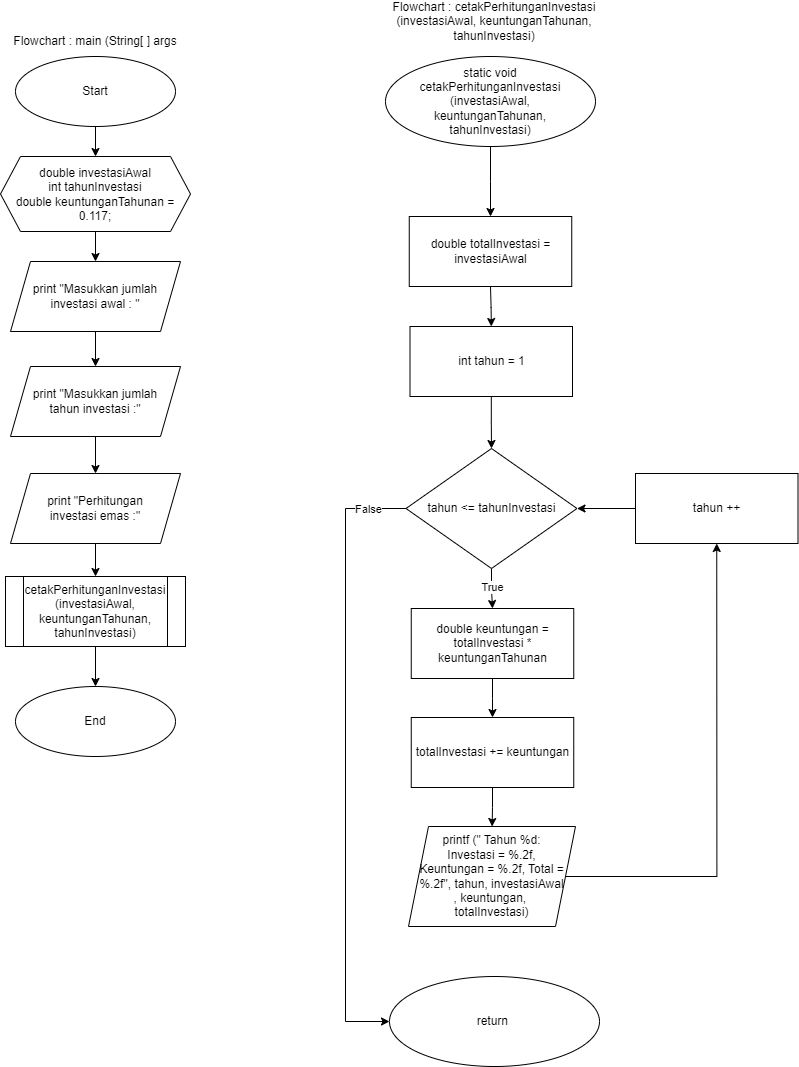 Flowchart : main (String[ ] args
Start
double investasiAwal
int tahunInvestasi
double keuntunganTahunan =
0.117;
print "Masukkan jumlah
investasi awal : "
print "Masukkan jumlah
tahun investasi :"
print "Perhitungan
investasi emas :"
cetakPerhitunganInvestasi
(investasiAwal,
keuntunganTahunan,
tahunInvestasi)
End
Flowchart : cetakPerhitunganInvestasi
(investasiAwal, keuntunganTahunan,
tahunInvestasi)
static void
cetakPerhitunganInvestasi
(investasiAwal,
keuntunganTahunan,
tahunInvestasi)
double totalInvestasi =
investasiAwal
int tahun = 1
tahun <= tahunInvestasi
False
tahun ++
True
double keuntungan =
totalInvestasi *
keuntunganTahunan
totalInvestasi += keuntungan
printf (" Tahun %d:
Investasi = %.2f,
Keuntungan = %.2f, Total =
%.2f", tahun, investasiAwal
, keuntungan,
totalInvestasi)
return